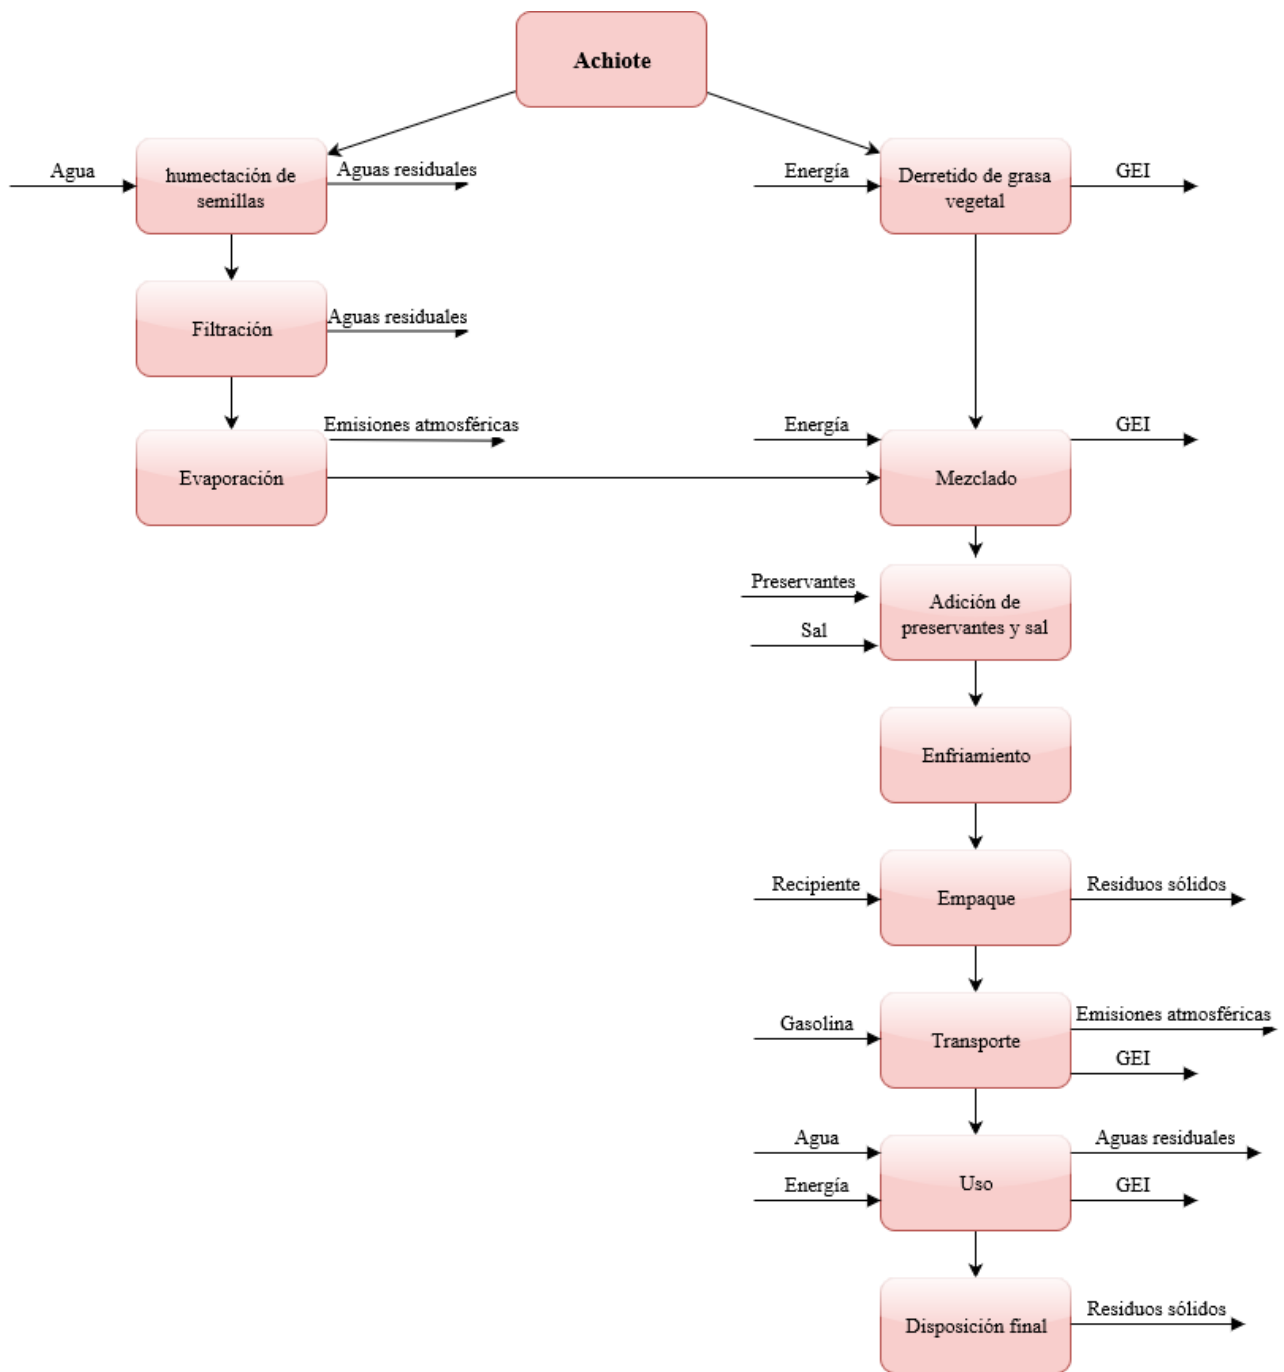 Achiote
Agua
humectación de
semillas
Aguas residuales
Energía
Derretido de grasa
vegetal
GEI
Filtración
Aguas residuales
Evaporación
Emisiones atmosféricas
Energía
Mezclado
GEI
Preservantes
Sal
Adición de
preservantes y sal
Enfriamiento
Recipiente
Empaque
Residuos sólidos
Gasolina
Transporte
Emisiones atmosféricas
GEI
Agua
Energía
Uso
Aguas residuales
GEI
Disposición final
Residuos sólidos